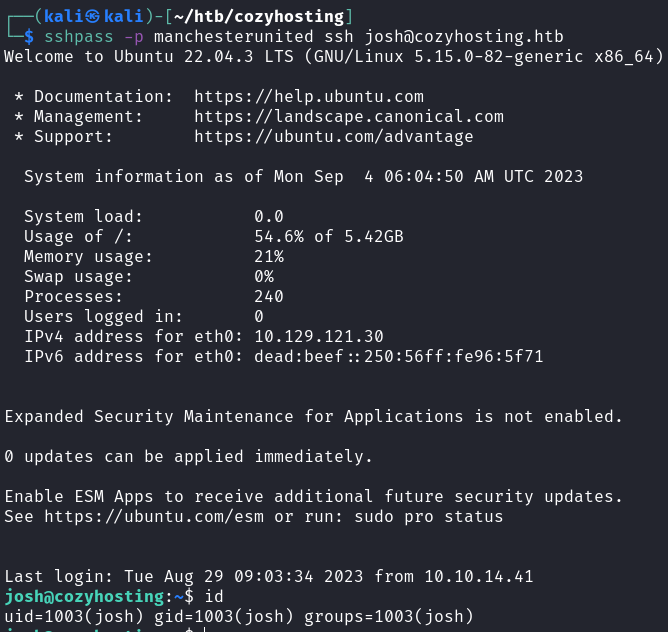 ┌──(kali㉿kali)-[~/htb/cozyhosting]
└─$ sshpass -p manchesterunited ssh josh@cozyhosting.htb
Welcome to Ubuntu 22.04.3 LTS (GNU/Linux 5.15.0-82-generic x86_64)

 * Documentation:  https://help.ubuntu.com
 * Management:     https://landscape.canonical.com
 * Support:        https://ubuntu.com/advantage

  System information as of Mon Sep  4 06:04:50 AM UTC 2023

  System load:           0.0
  Usage of /:            54.6% of 5.42GB
  Memory usage:          21%
  Swap usage:            0%
  Processes:             240
  Users logged in:       0
  IPv4 address for eth0: 10.129.121.30
  IPv6 address for eth0: dead:beef::250:56ff:fe96:5f71


Expanded Security Maintenance for Applications is not enabled.

0 updates can be applied immediately.

Enable ESM Apps to receive additional future security updates.
See https://ubuntu.com/esm or run: sudo pro status


Last login: Tue Aug 29 09:03:34 2023 from 10.10.14.41
josh@cozyhosting:~$ id
uid=1003(josh) gid=1003(josh) groups=1003(josh)